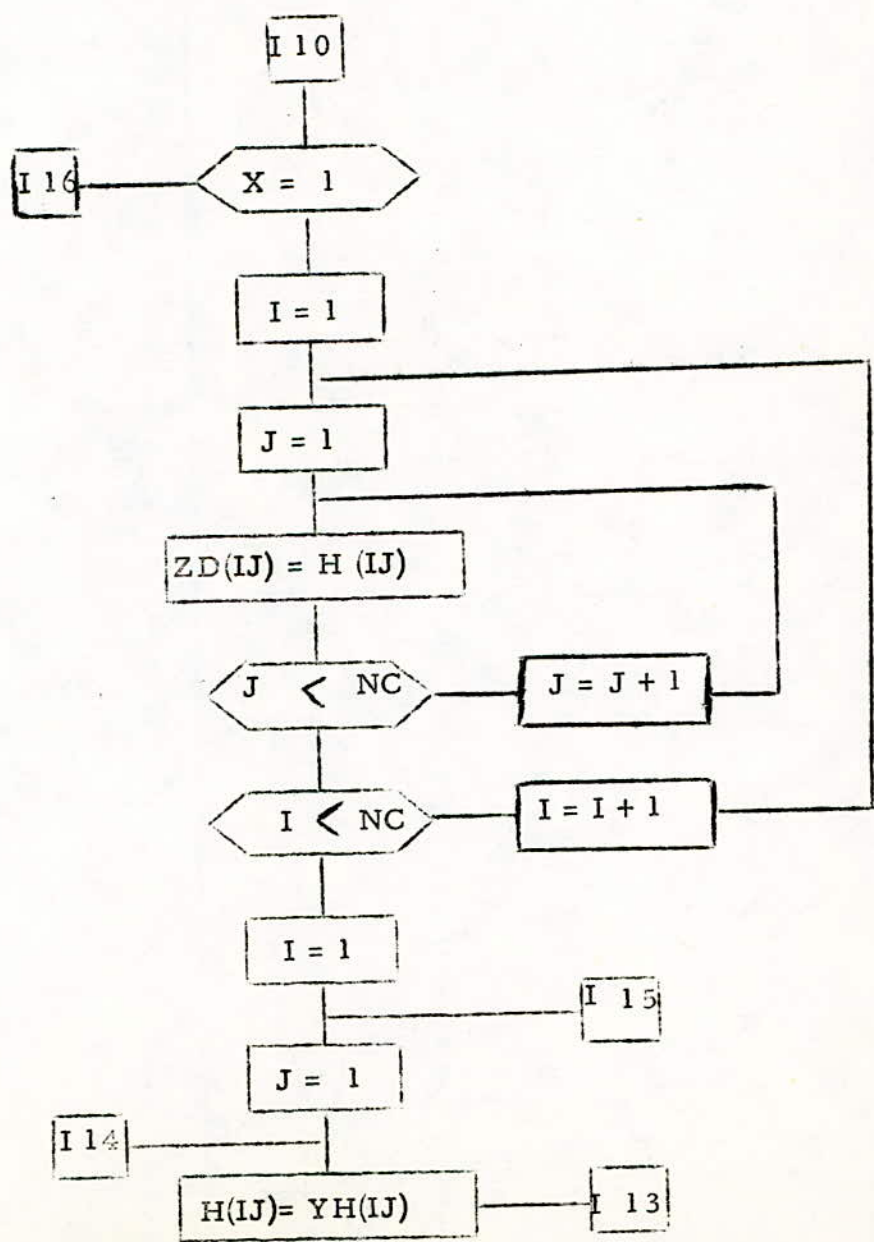 I 10
I 16
X = 1
I = 1
J = 1
ZD(IJ) = H (IJ)
J < NC
J = J + 1
I < NC
I = I + 1
I = 1
I 15
J = 1
I 14
H(IJ)= YH(IJ)
I 13